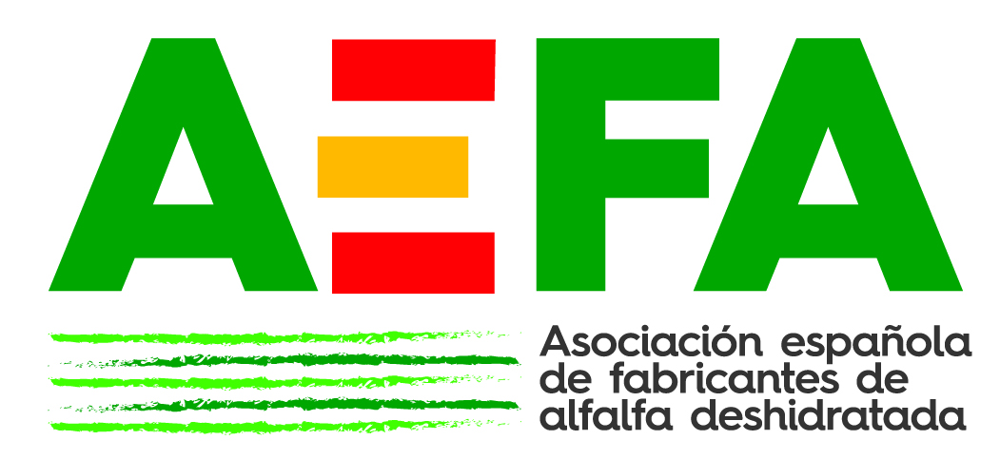 AEFA
Asociación española
de fabricantes de
alfalfa deshidratada